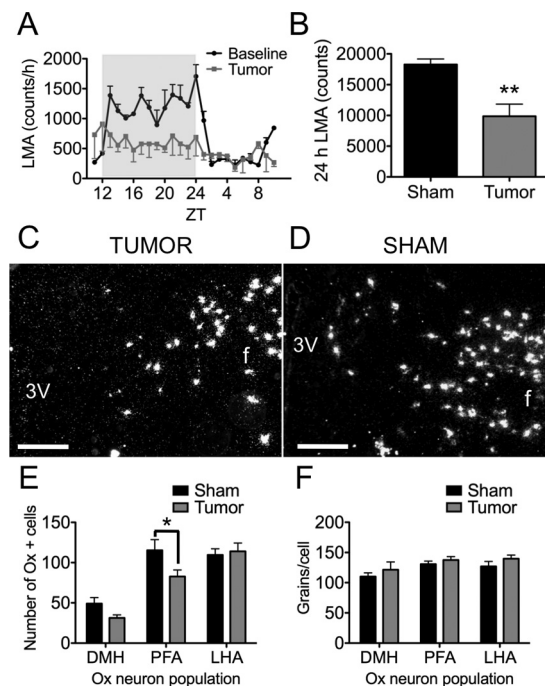 A
Baseline
Tumor
LMA (counts/h)
2000
1500
1000
500
0
12 16 20 24 4 8
ZT
B
24 h LMA (counts)
20000
15000
10000
5000
0
**
Sham Tumor
C TUMOR
3V
f
D SHAM
3V
f
E
Sham
Tumor
Number of Ox + cells
150
100
50
0
*
DMH PFA LHA
Ox neuron population
F
Sham
Tumor
Grains/cell
200
150
100
50
0
DMH PFA LHA
Ox neuron population